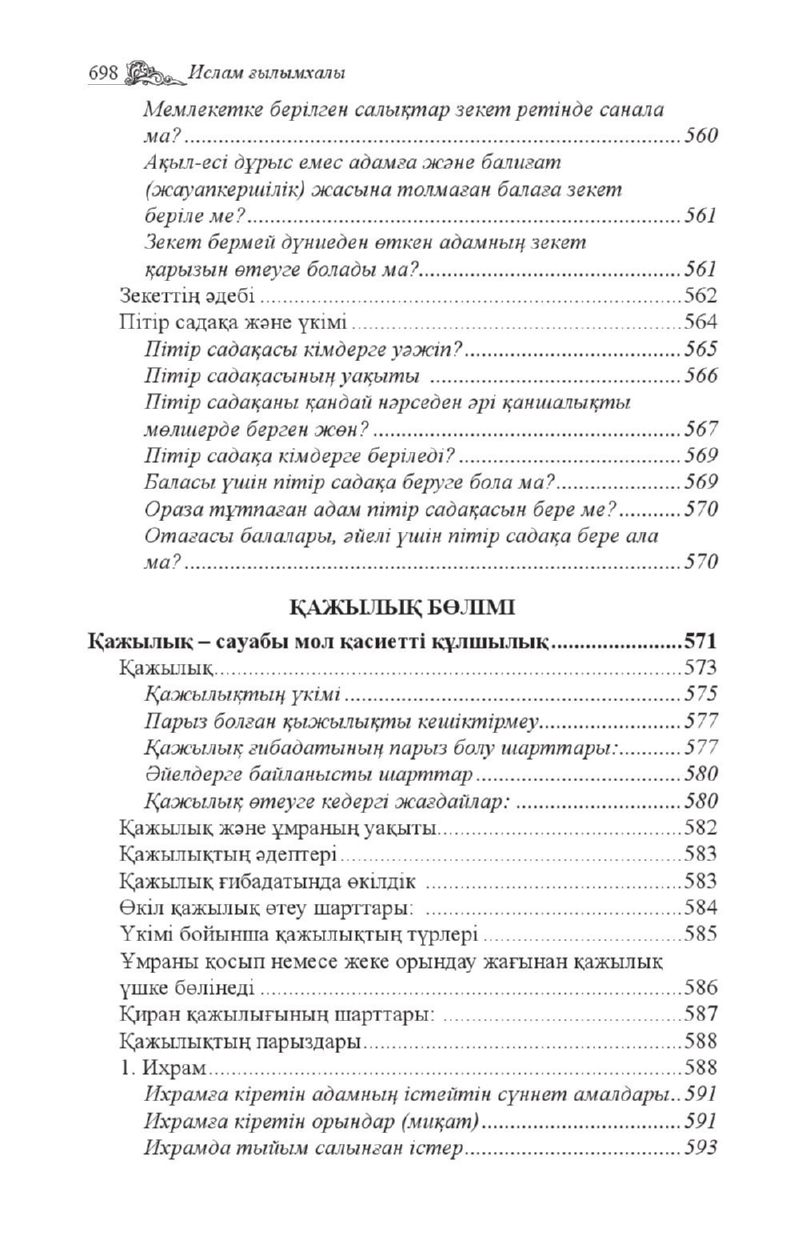 698 Ислам ғылымхалы
Мемлекетке берілген салықтар зекет ретінде санала
ма?..........560
Ақыл-есі дұрыс емес адамға және балиғат
(жауапкершілік) жасына толмаған балаға зекет
беріле ме?..........561
Зекет бермей дүниеден өткен адамның зекет
қарызын өтеуге болады ма?..........561
Зекеттің әдебі..........562
Пітір садақа және үкімі..........564
Пітір садақасы кімдерге уәжіп?..........565
Пітір садақасының уақыты ..........566
Пітір садақаны қандай нәрседен әрі қаншалықты
мөлшерде берген жөн?..........567
Пітір садақа кімдерге беріледі?..........569
Баласы үшін пітір садақа беруге бола ма?..........569
Ораза тұтпаған адам пітір садақасын бере ме?..........570
Отағасы балалары, әйелі үшін пітір садақа бере ала
ма?..........570
ҚАЖЫЛЫҚ БӨЛІМІ
Қажылық – сауабы мол қасиетті құлшылық..........571
Қажылық..........573
Қажылықтың үкімі..........575
Парыз болған қыжылықты кешіктірмеу..........577
Қажылық ғибадатының парыз болу шарттары:..........577
Әйелдерге байланысты шарттар..........580
Қажылық өтеуге кедергі жағдайлар: ..........580
Қажылық және ұмраның уақыты..........582
Қажылықтың әдептері..........583
Қажылық ғибадатында өкілдік ..........583
Өкіл қажылық өтеу шарттары: ..........584
Үкімі бойынша қажылықтың түрлері..........585
Ұмраны қосып немесе жеке орындау жағынан қажылық
үшке бөлінеді..........586
Қиран қажылығының шарттары: ..........587
Қажылықтың парыздары..........588
1. Ихрам..........588
Ихрамға кіретін адамның істейтін сүннет амалдары..591
Ихрамға кіретін орындар (миқат)..........591
Ихрамда тыйым салынған істер..........593